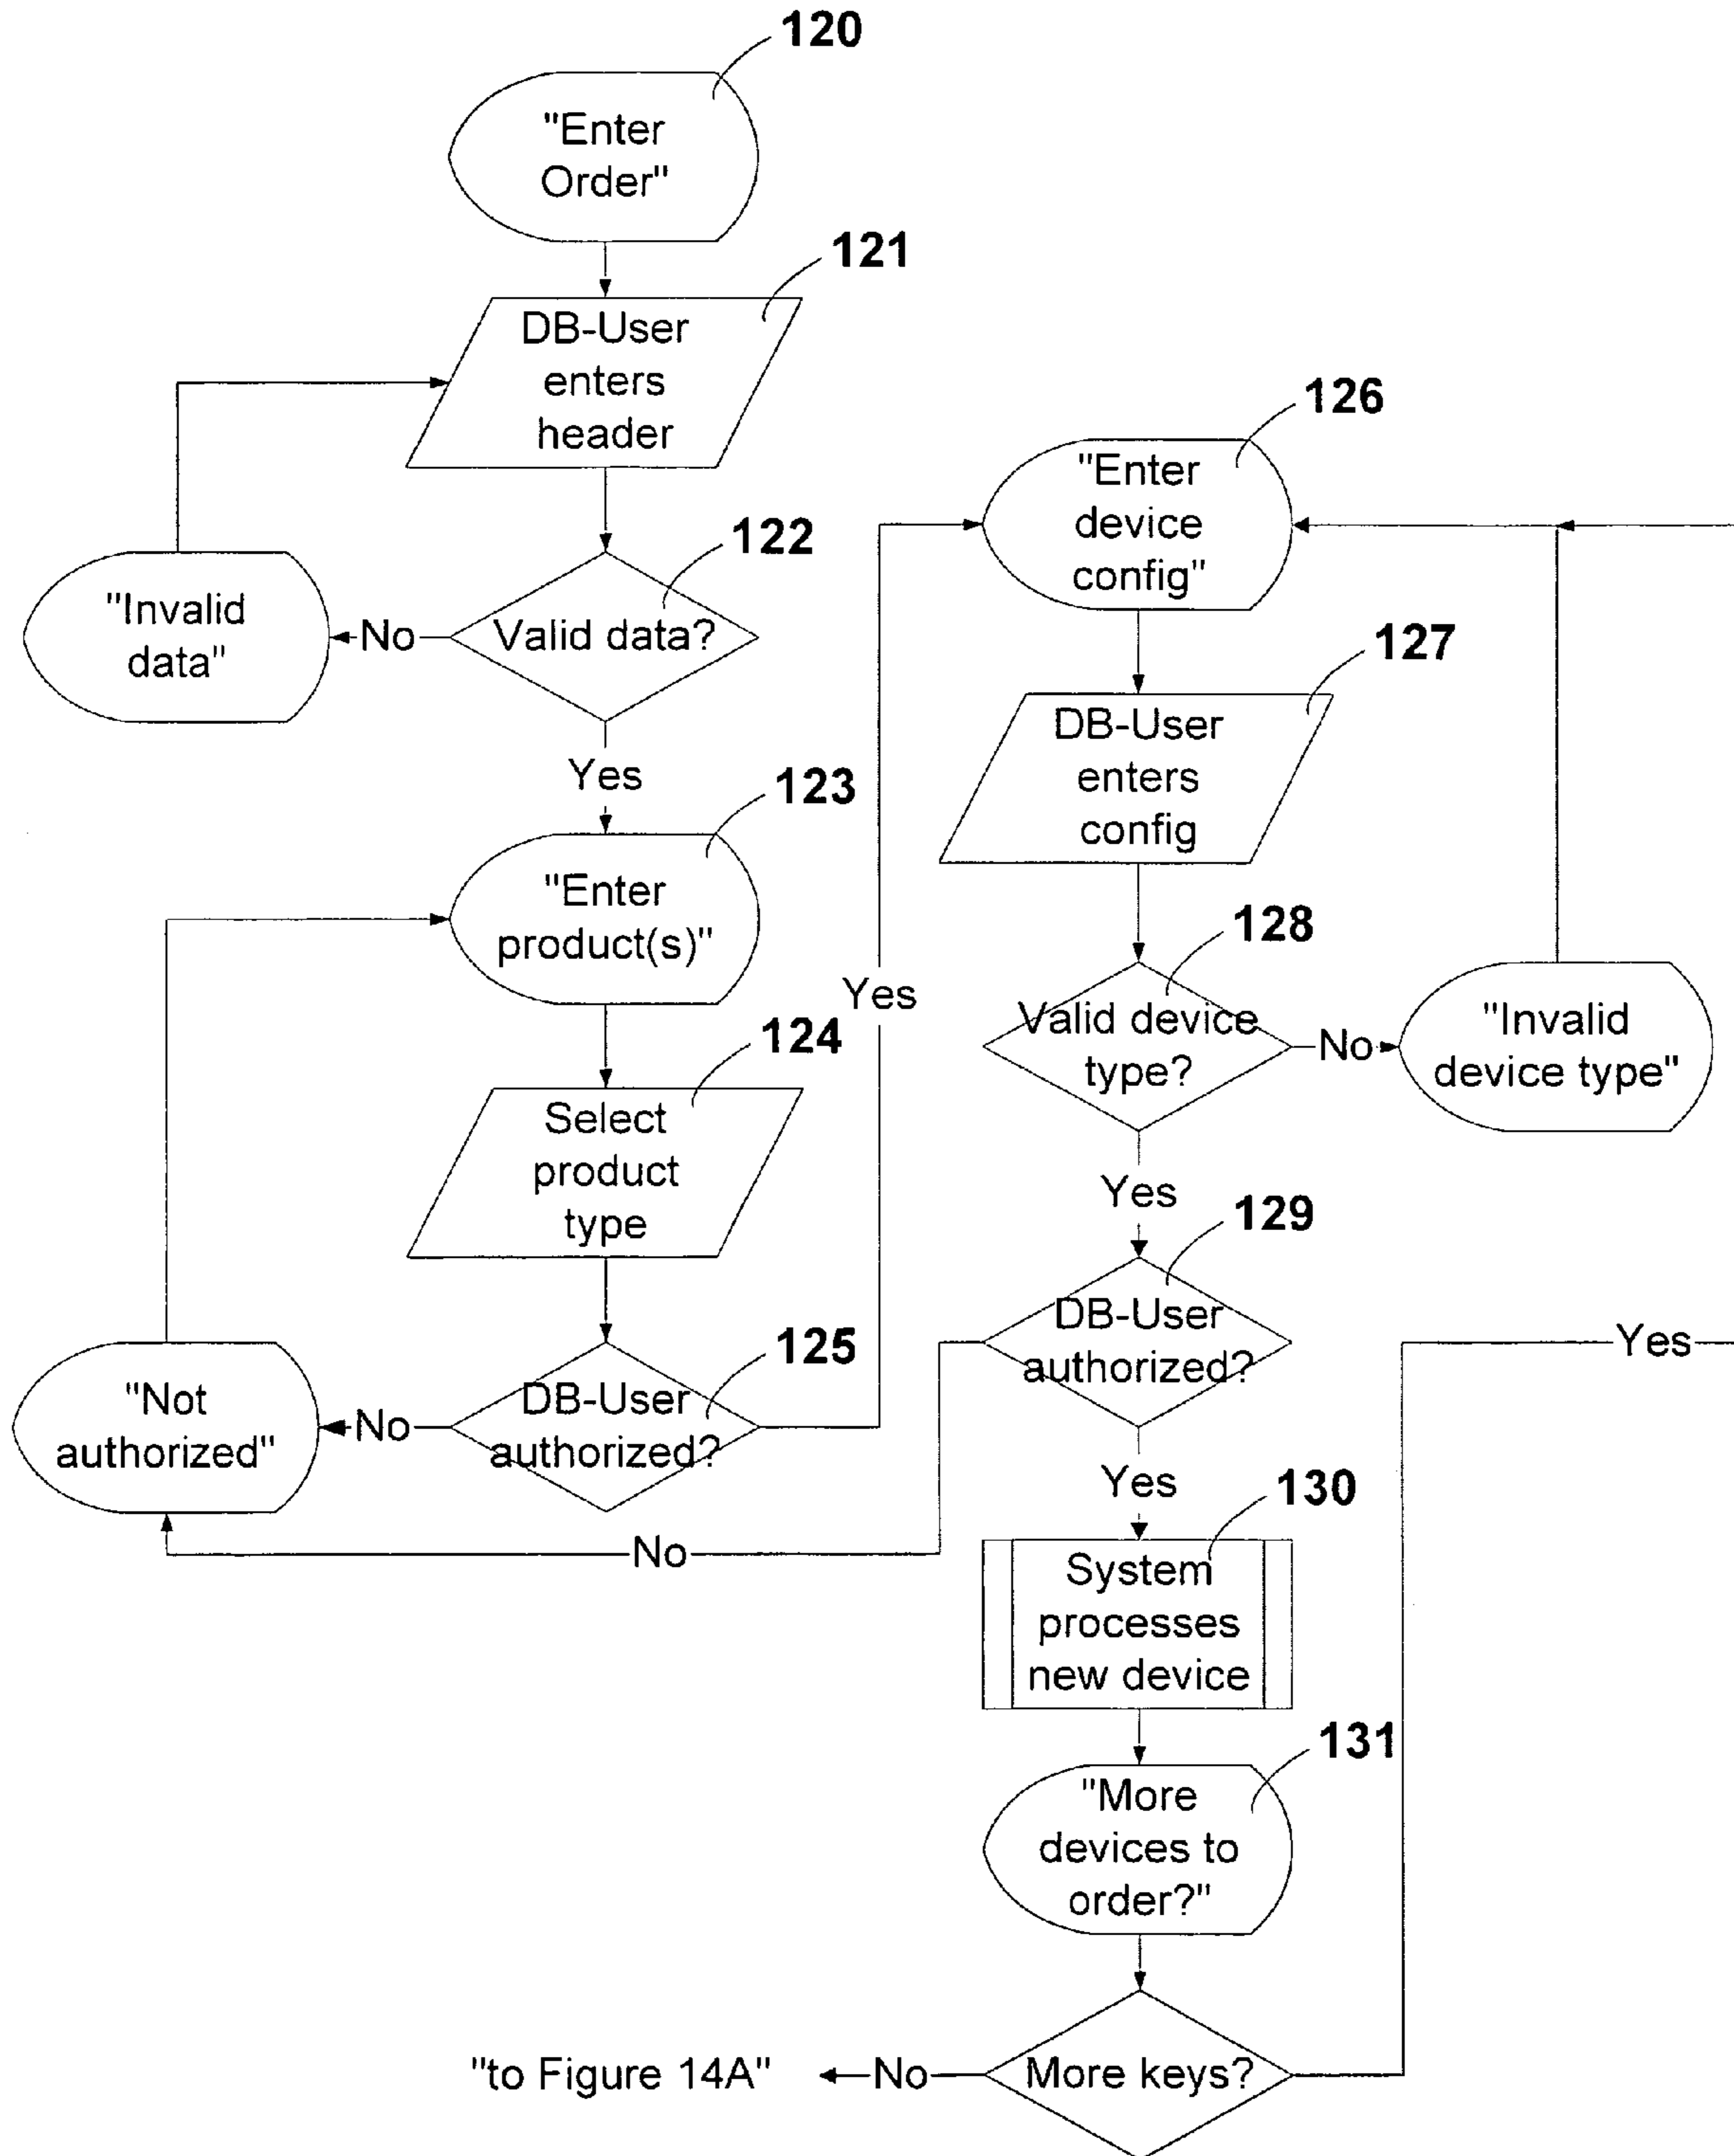 120
"Enter
Order"
121
DB-User
enters
header
122
Valid data?
No
"Invalid
data"
Yes
123
"Enter
product(s)"
124
Select
product
type
125
DB-User
authorized?
No
"Not
authorized"
Yes
126
"Enter
device
config"
127
DB-User
enters
config
128
Valid device
type?
No
"Invalid
device type"
Yes
129
DB-User
authorized?
No
Yes
130
System
processes
new device
131
"More
devices to
order?"
More keys?
Yes
No
"to Figure 14A"